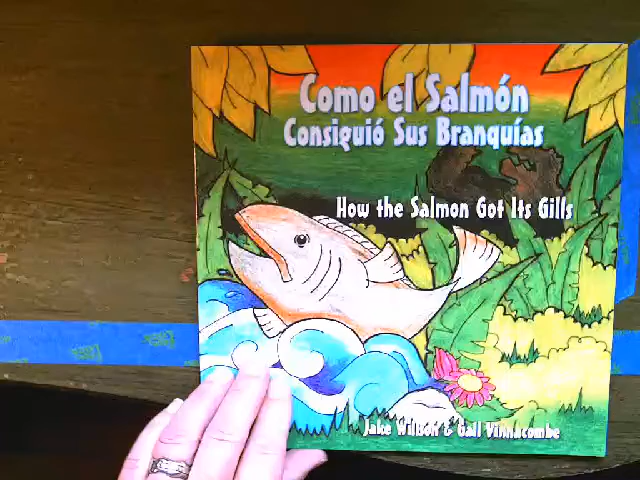 Como el Salmón
Consiguió Sus Branquías
How the Salmon Got Its Gills
Jake Wilson & Gail Vinnacombe